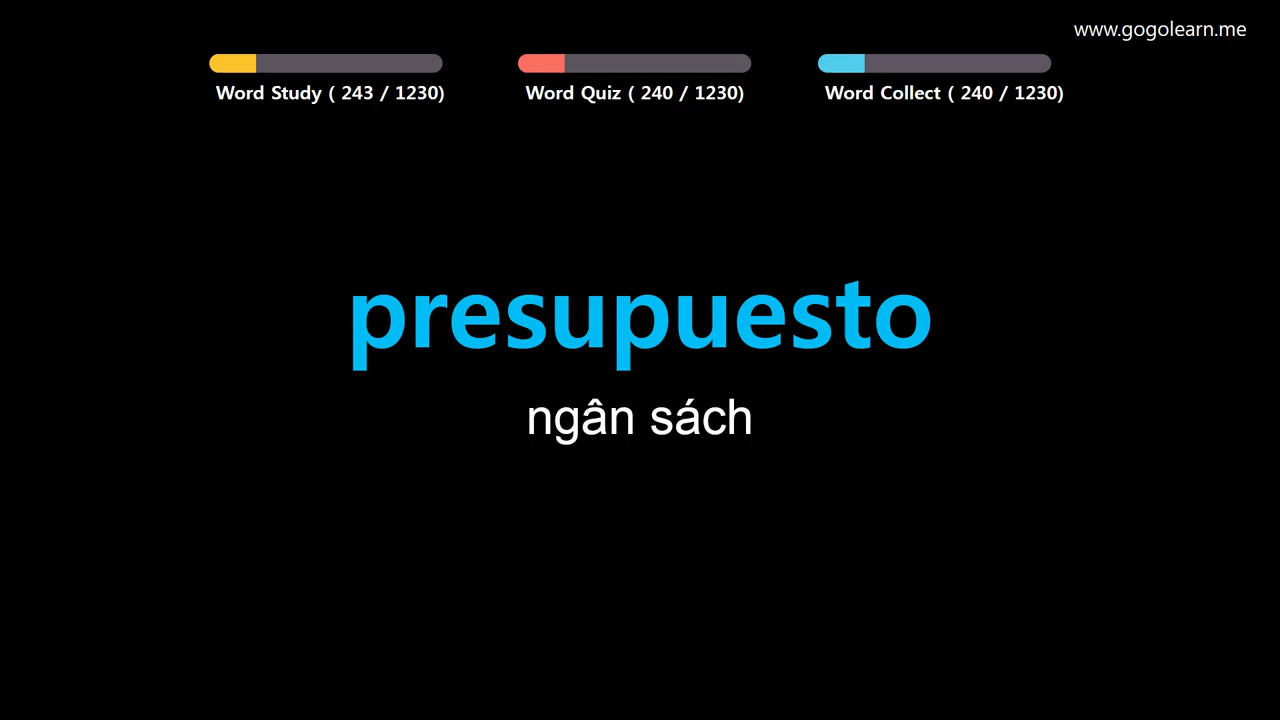 www.gogolearn.me
Word Study ( 243 / 1230)
Word Quiz ( 240 / 1230)
Word Collect ( 240 / 1230)
presupuesto
ngân sách